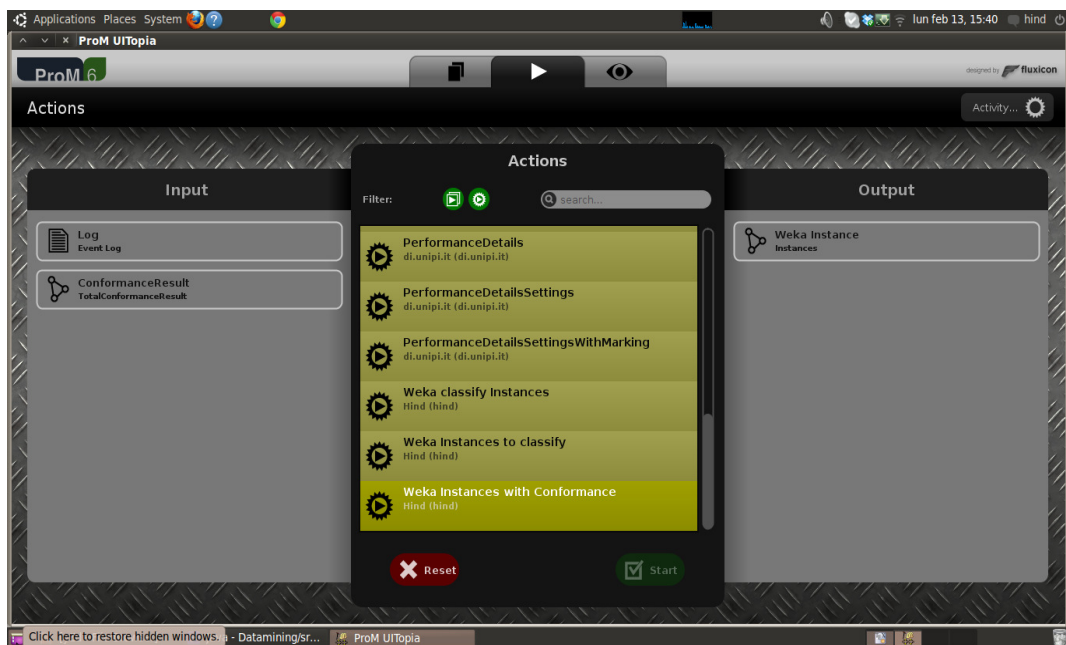 Applications Places System
lun feb 13, 15:40 hind
ProM UITopia
ProM 6
designed by fluxicon
Actions
Activity...
Input
Log
Event Log
ConformanceResult
TotalConformanceResult
Actions
Filter:
search...
PerformanceDetails
di.unipi.it (di.unipi.it)
PerformanceDetailsSettings
di.unipi.it (di.unipi.it)
PerformanceDetailsSettingsWithMarking
di.unipi.it (di.unipi.it)
Weka classify Instances
Hind (hind)
Weka Instances to classify
Hind (hind)
Weka Instances with Conformance
Hind (hind)
Reset
Start
Output
Weka Instance
Instances
Click here to restore hidden windows.
- Datamining/sr...
ProM UITopia